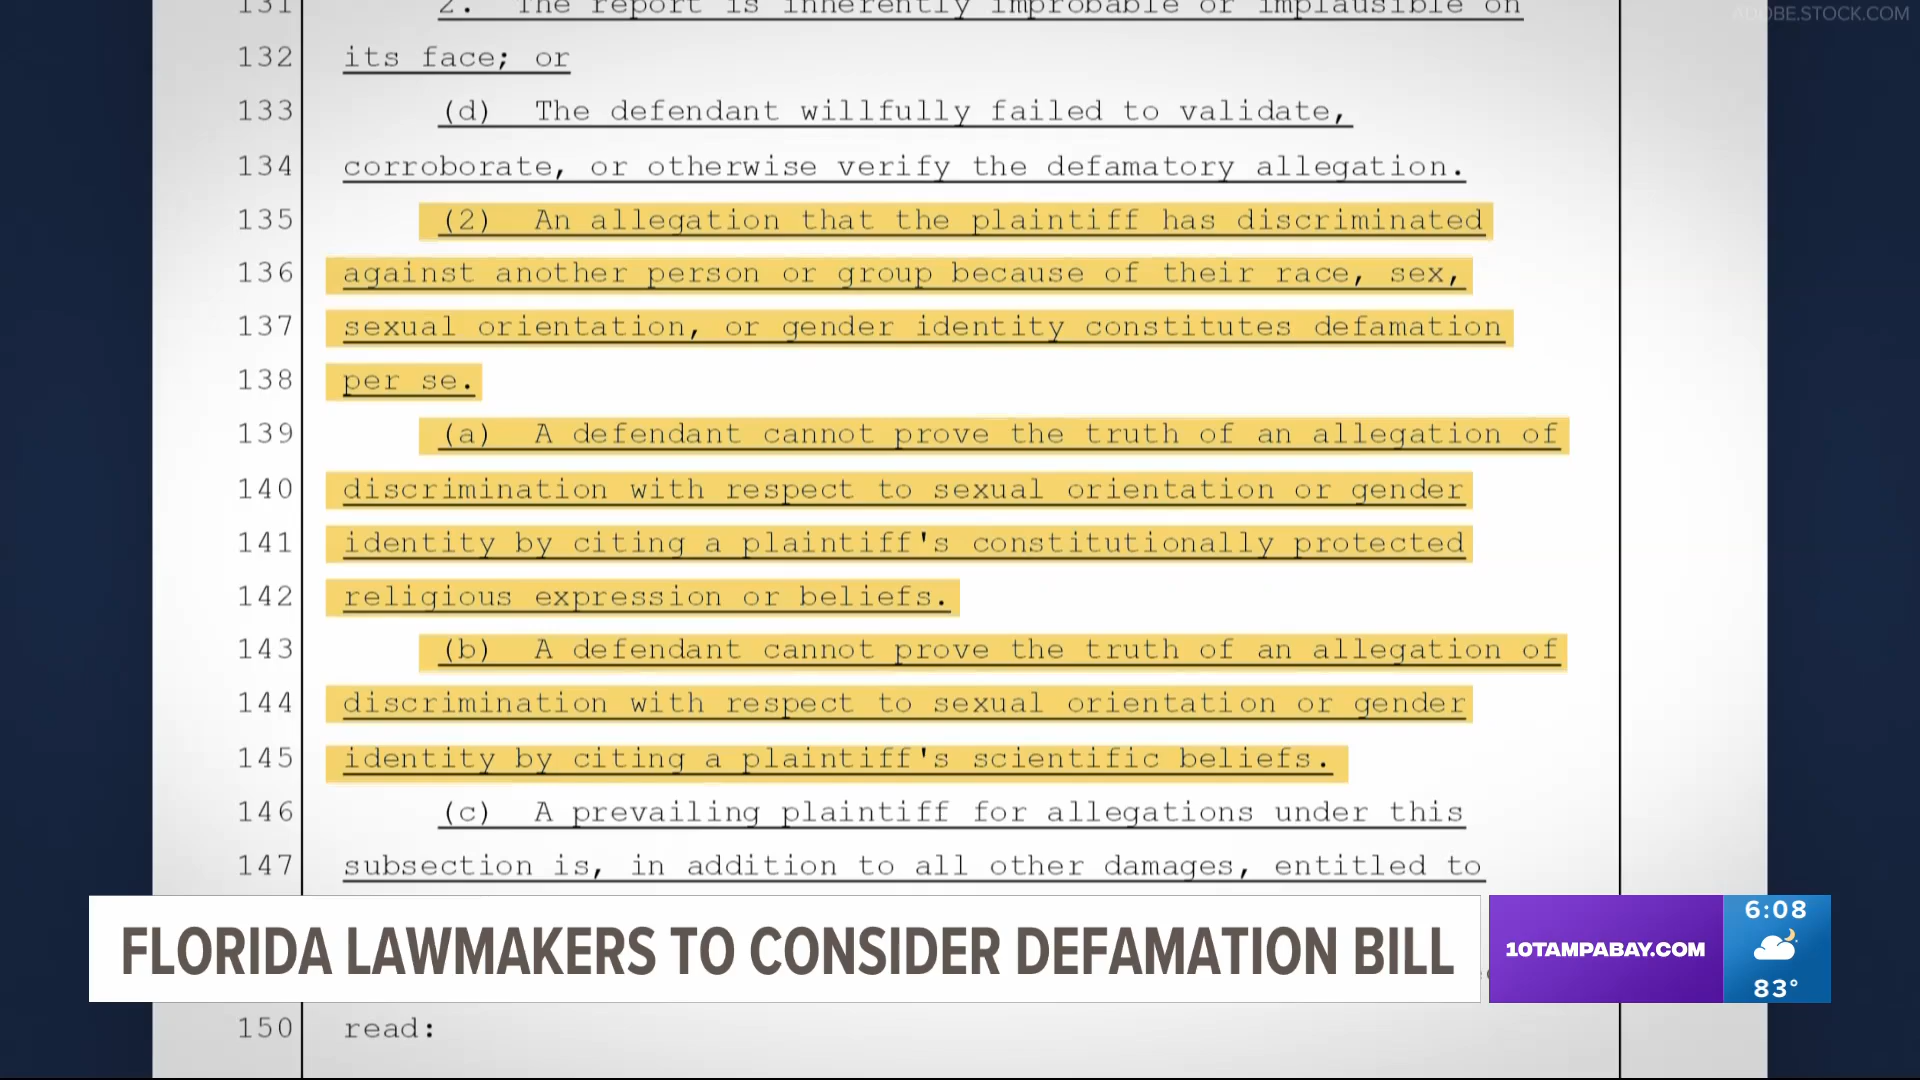 ADOBE.STOCK.COM
131 2. The report is inherently improbable or implausible on
132 its face; or
133 (d) The defendant willfully failed to validate,
134 corroborate, or otherwise verify the defamatory allegation.
135 (2) An allegation that the plaintiff has discriminated
136 against another person or group because of their race, sex,
137 sexual orientation, or gender identity constitutes defamation
138 per se.
139 (a) A defendant cannot prove the truth of an allegation of
140 discrimination with respect to sexual orientation or gender
141 identity by citing a plaintiff's constitutionally protected
142 religious expression or beliefs.
143 (b) A defendant cannot prove the truth of an allegation of
144 discrimination with respect to sexual orientation or gender
145 identity by citing a plaintiff's scientific beliefs.
146 (c) A prevailing plaintiff for allegations under this
147 subsection is, in addition to all other damages, entitled to
FLORIDA LAWMAKERS TO CONSIDER DEFAMATION BILL
10TAMPABAY.COM
6:08
83°
150 read: